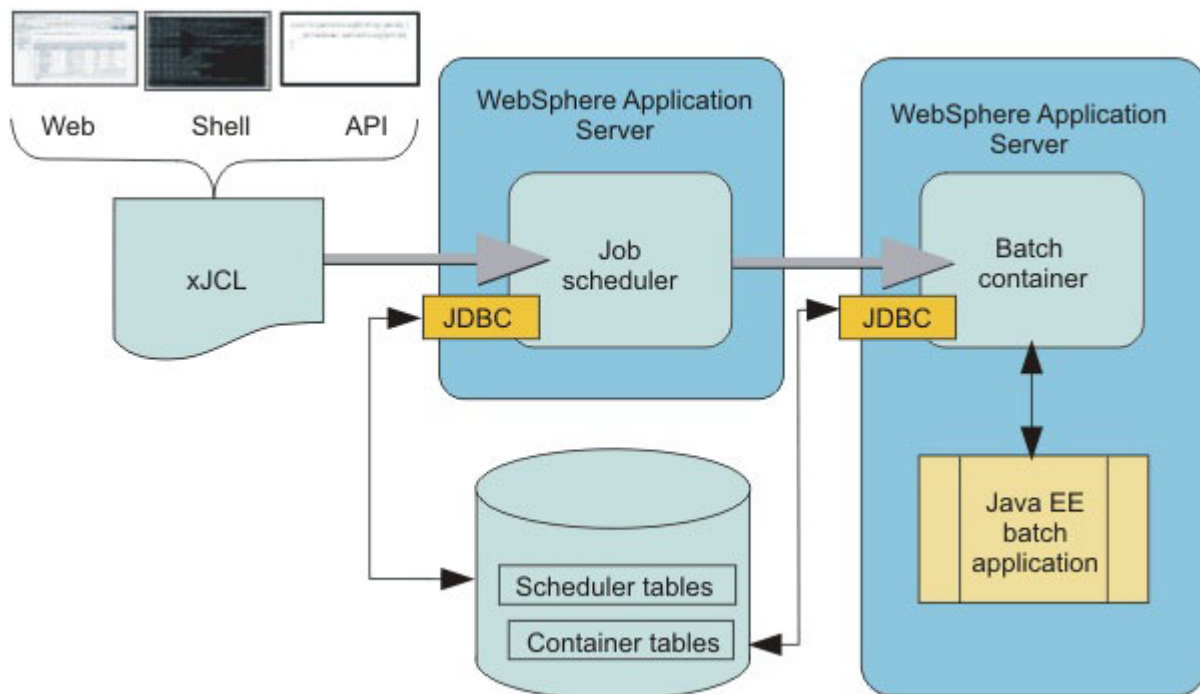 Web
Shell
API
xJCL
WebSphere Application
Server
Job
scheduler
JDBC
WebSphere Application
Server
Batch
container
JDBC
Java EE
batch
application
Scheduler tables
Container tables